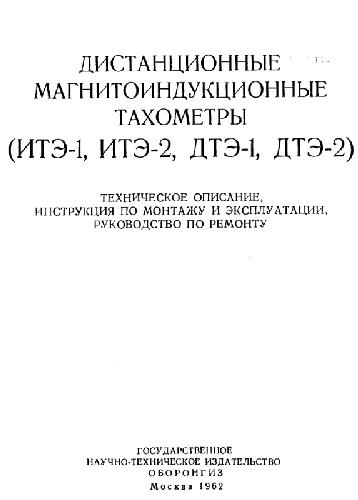 ДИСТАНЦИОННЫЕ
МАГНИТОИНДУКЦИОННЫЕ
ТАХОМЕТРЫ
(ИТЭ-1, ИТЭ-2, ДТЭ-1, ДТЭ-2)
ТЕХНИЧЕСКОЕ ОПИСАНИЕ,
ИНСТРУКЦИЯ ПО МОНТАЖУ И ЭКСПЛУАТАЦИИ,
РУКОВОДСТВО ПО РЕМОНТУ
ГОСУДАРСТВЕННОЕ
НАУЧНО-ТЕХНИЧЕСКОЕ ИЗДАТЕЛЬСТВО
ОБОРОНГИЗ
Москва 1962